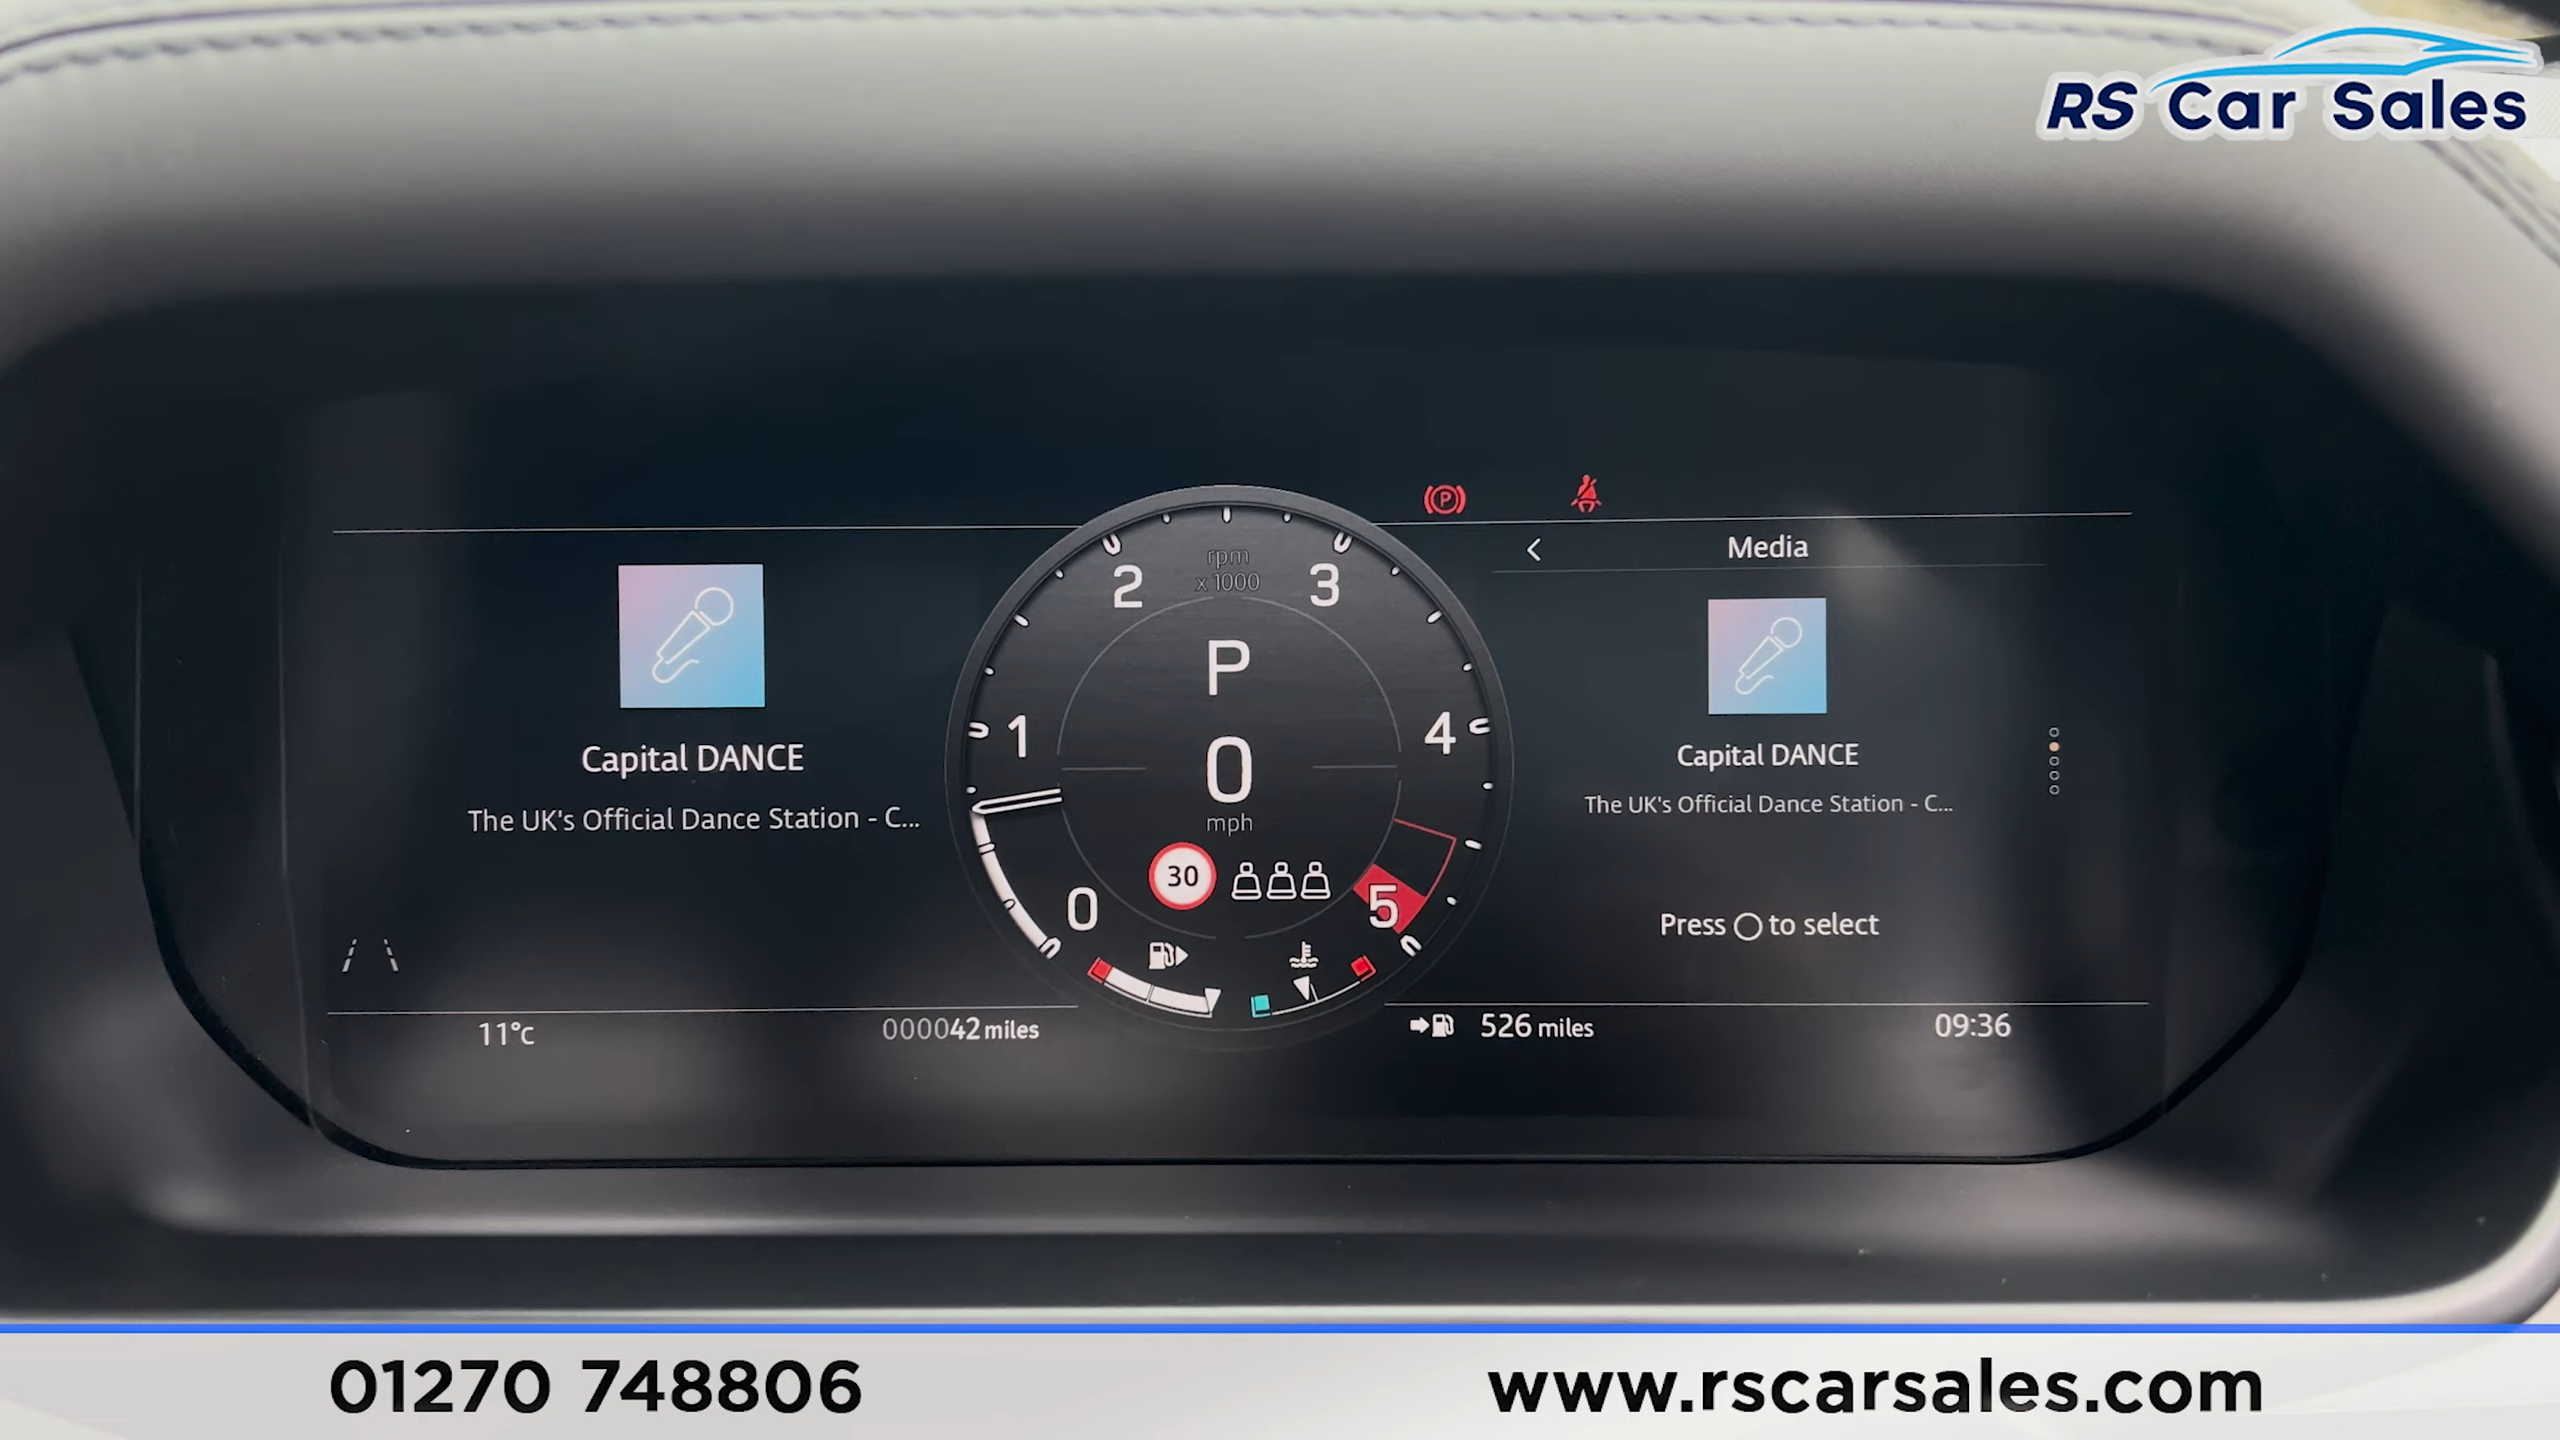 RS Car Sales
Media
rpm
x 1000
2
3
1
4
0
5
P
0
mph
30
Capital DANCE
The UK's Official Dance Station - C...
Capital DANCE
The UK's Official Dance Station - C...
Press to select
11°C
000042 miles
526 miles
09:36
01270 748806
www.rscarsales.com